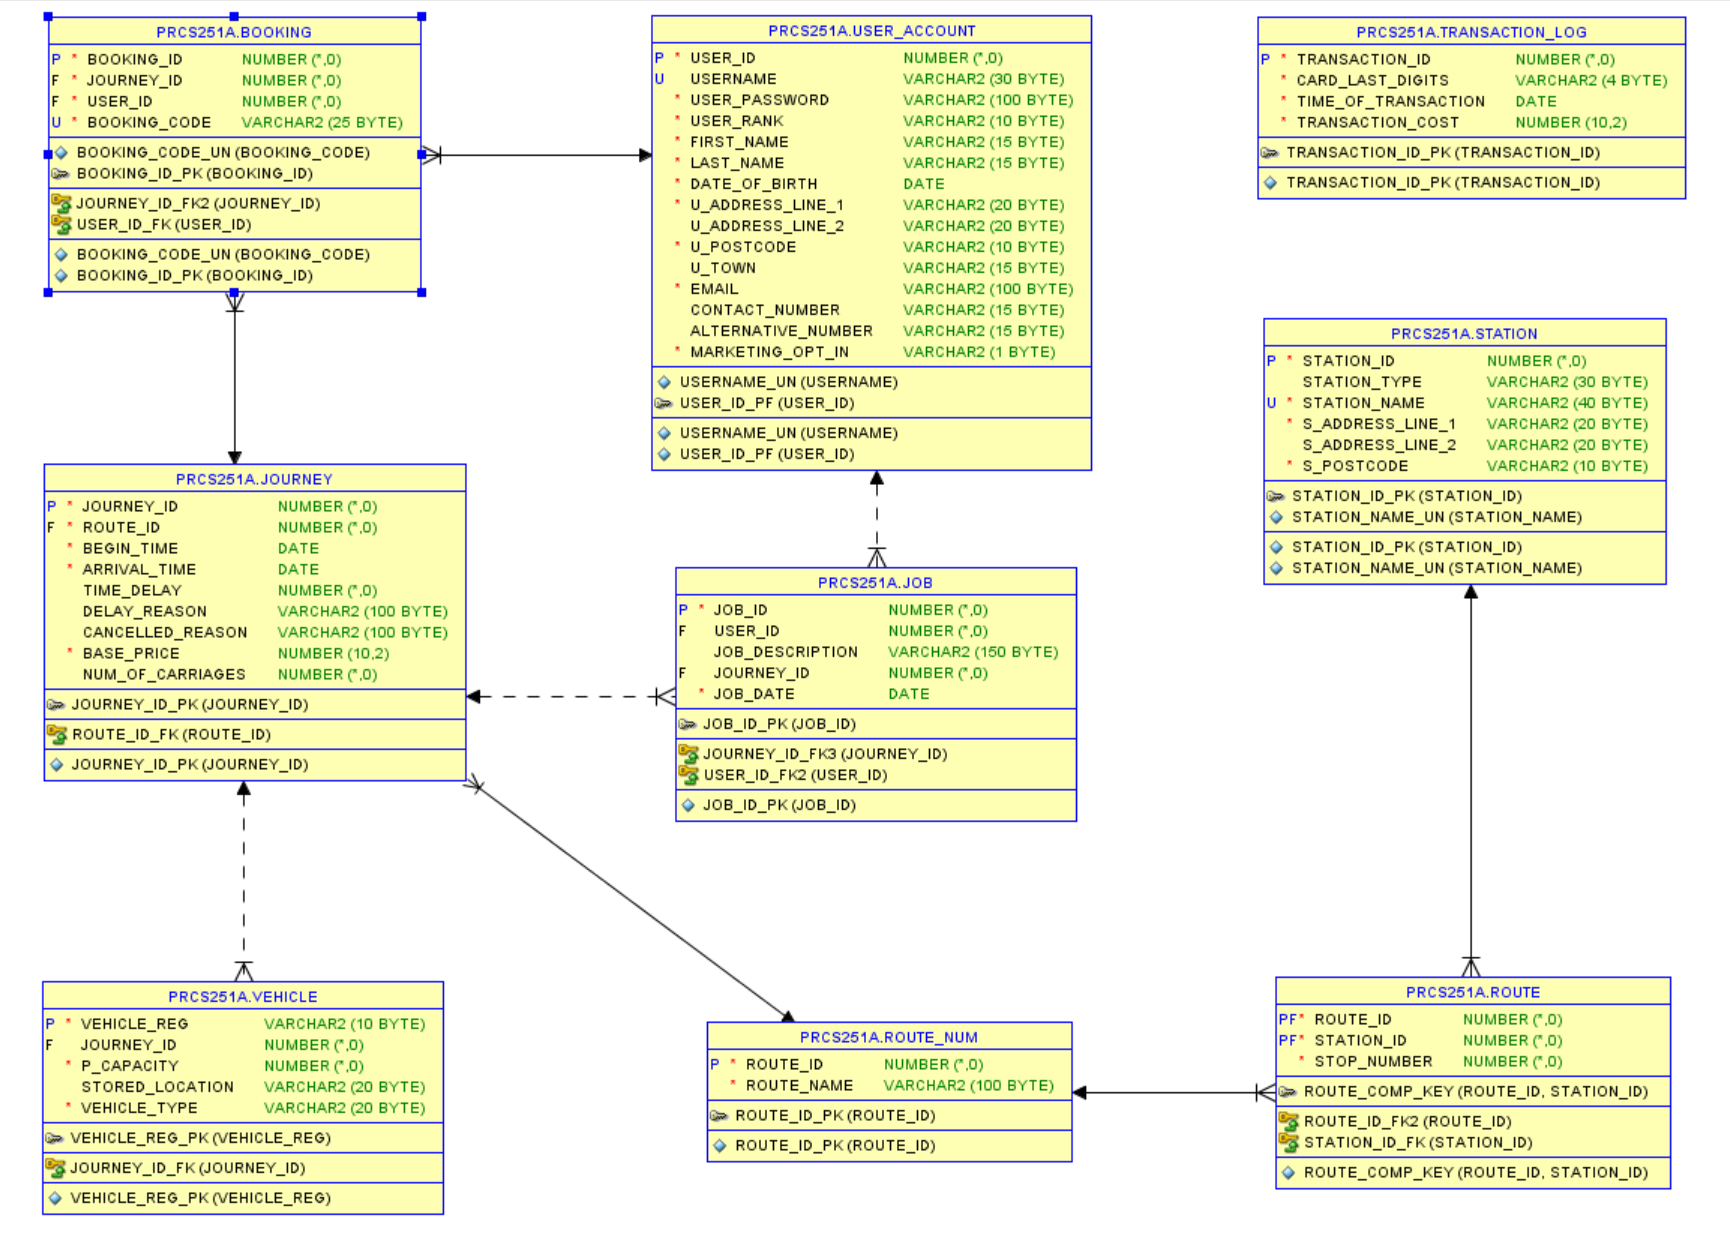 PRCS251A.BOOKING
P * BOOKING_ID NUMBER (*,0)
F * JOURNEY_ID NUMBER (*,0)
F * USER_ID NUMBER (*,0)
U * BOOKING_CODE VARCHAR2 (25 BYTE)
BOOKING_CODE_UN (BOOKING_CODE)
BOOKING_ID_PK (BOOKING_ID)
JOURNEY_ID_FK2 (JOURNEY_ID)
USER_ID_FK (USER_ID)
BOOKING_CODE_UN (BOOKING_CODE)
BOOKING_ID_PK (BOOKING_ID)
PRCS251A.USER_ACCOUNT
P * USER_ID NUMBER (*,0)
U USERNAME VARCHAR2 (30 BYTE)
* USER_PASSWORD VARCHAR2 (100 BYTE)
* USER_RANK VARCHAR2 (10 BYTE)
* FIRST_NAME VARCHAR2 (15 BYTE)
* LAST_NAME VARCHAR2 (15 BYTE)
* DATE_OF_BIRTH DATE
* U_ADDRESS_LINE_1 VARCHAR2 (20 BYTE)
U_ADDRESS_LINE_2 VARCHAR2 (20 BYTE)
* U_POSTCODE VARCHAR2 (10 BYTE)
U_TOWN VARCHAR2 (15 BYTE)
* EMAIL VARCHAR2 (100 BYTE)
CONTACT_NUMBER VARCHAR2 (15 BYTE)
ALTERNATIVE_NUMBER VARCHAR2 (15 BYTE)
* MARKETING_OPT_IN VARCHAR2 (1 BYTE)
USERNAME_UN (USERNAME)
USER_ID_PF (USER_ID)
USERNAME_UN (USERNAME)
USER_ID_PF (USER_ID)
PRCS251A.TRANSACTION_LOG
P * TRANSACTION_ID NUMBER (*,0)
* CARD_LAST_DIGITS VARCHAR2 (4 BYTE)
* TIME_OF_TRANSACTION DATE
* TRANSACTION_COST NUMBER (10,2)
TRANSACTION_ID_PK (TRANSACTION_ID)
TRANSACTION_ID_PK (TRANSACTION_ID)
PRCS251A.STATION
P * STATION_ID NUMBER (*,0)
STATION_TYPE VARCHAR2 (30 BYTE)
U * STATION_NAME VARCHAR2 (40 BYTE)
* S_ADDRESS_LINE_1 VARCHAR2 (20 BYTE)
S_ADDRESS_LINE_2 VARCHAR2 (20 BYTE)
* S_POSTCODE VARCHAR2 (10 BYTE)
STATION_ID_PK (STATION_ID)
STATION_NAME_UN (STATION_NAME)
STATION_ID_PK (STATION_ID)
STATION_NAME_UN (STATION_NAME)
PRCS251A.JOURNEY
P * JOURNEY_ID NUMBER (*,0)
F * ROUTE_ID NUMBER (*,0)
* BEGIN_TIME DATE
* ARRIVAL_TIME DATE
TIME_DELAY NUMBER (*,0)
DELAY_REASON VARCHAR2 (100 BYTE)
CANCELLED_REASON VARCHAR2 (100 BYTE)
* BASE_PRICE NUMBER (10,2)
NUM_OF_CARRIAGES NUMBER (*,0)
JOURNEY_ID_PK (JOURNEY_ID)
ROUTE_ID_FK (ROUTE_ID)
JOURNEY_ID_PK (JOURNEY_ID)
PRCS251A.JOB
P * JOB_ID NUMBER (*,0)
F USER_ID NUMBER (*,0)
JOB_DESCRIPTION VARCHAR2 (150 BYTE)
F JOURNEY_ID NUMBER (*,0)
* JOB_DATE DATE
JOB_ID_PK (JOB_ID)
JOURNEY_ID_FK3 (JOURNEY_ID)
USER_ID_FK2 (USER_ID)
JOB_ID_PK (JOB_ID)
PRCS251A.VEHICLE
P * VEHICLE_REG VARCHAR2 (10 BYTE)
F JOURNEY_ID NUMBER (*,0)
* P_CAPACITY NUMBER (*,0)
STORED_LOCATION VARCHAR2 (20 BYTE)
* VEHICLE_TYPE VARCHAR2 (20 BYTE)
VEHICLE_REG_PK (VEHICLE_REG)
JOURNEY_ID_FK (JOURNEY_ID)
VEHICLE_REG_PK (VEHICLE_REG)
PRCS251A.ROUTE_NUM
P * ROUTE_ID NUMBER (*,0)
* ROUTE_NAME VARCHAR2 (100 BYTE)
ROUTE_ID_PK (ROUTE_ID)
ROUTE_ID_PK (ROUTE_ID)
PRCS251A.ROUTE
PF* ROUTE_ID NUMBER (*,0)
PF* STATION_ID NUMBER (*,0)
* STOP_NUMBER NUMBER (*,0)
ROUTE_COMP_KEY (ROUTE_ID, STATION_ID)
ROUTE_ID_FK2 (ROUTE_ID)
STATION_ID_FK (STATION_ID)
ROUTE_COMP_KEY (ROUTE_ID, STATION_ID)